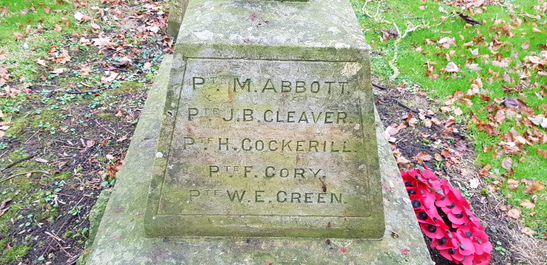 PTE M. ABBOTT.
PTE J.B. CLEAVER.
PTE H. COCKERILL.
PTE F. CORY.
PTE W.E. GREEN.